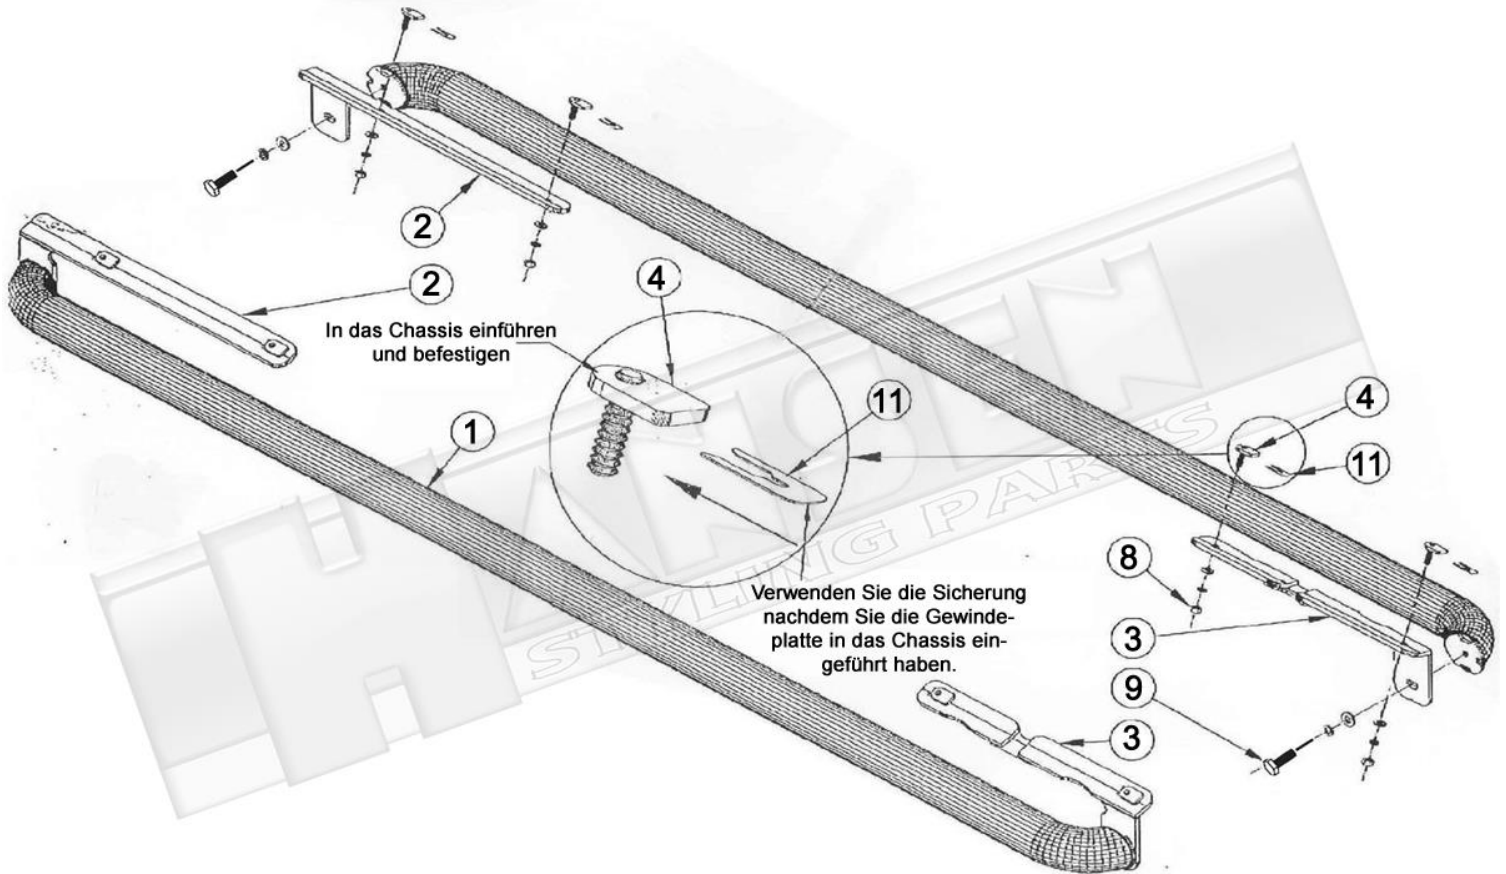 2
2
In das Chassis einführen
und befestigen
4
11
1
4
11
8
Verwenden Sie die Sicherung
nachdem Sie die Gewinde-
platte in das Chassis ein-
geführt haben.
3
9
3
HANSEN
STYLING PARTS